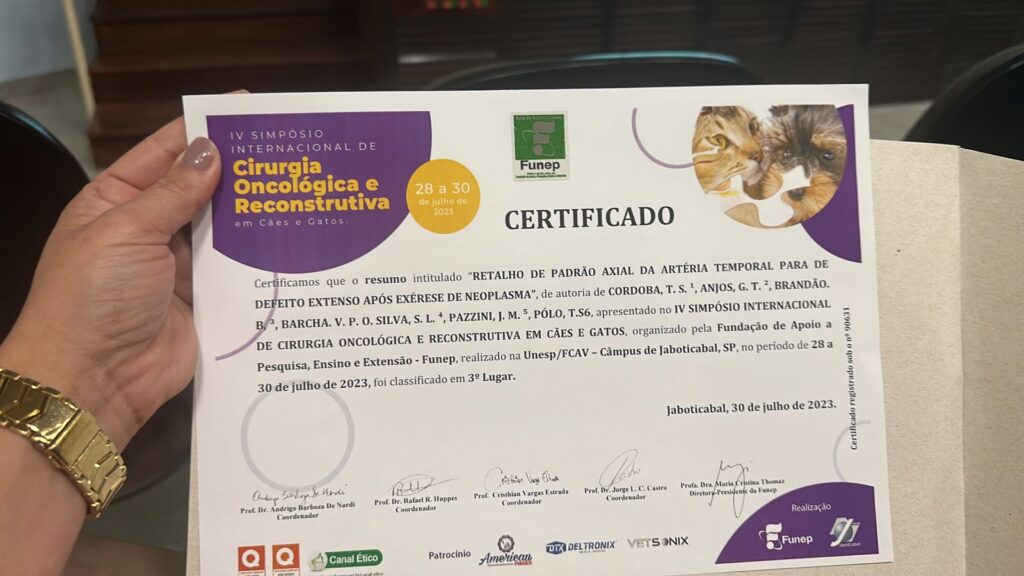 IV SIMPÓSIO
INTERNACIONAL DE
Cirurgia
Oncológica e
Reconstrutiva
em Cães e Gatos.
28 a 30
de julho de
2023
Funep
CERTIFICADO
Certificamos que o resumo intitulado "RETALHO DE PADRÃO AXIAL DA ARTÉRIA TEMPORAL PARA DE
DEFEITO EXTENSO APÓS EXÉRESE DE NEOPLASMA", de autoria de CORDOBA, T. S. ¹, ANJOS, G. T. ², BRANDÃO.
B. ³, BARCHA. V. P. O. SILVA, S. L. ⁴, PAZZINI, J. M. ⁵, PÓLO, T.S6, apresentado no IV SIMPÓSIO INTERNACIONAL
DE CIRURGIA ONCOLÓGICA E RECONSTRUTIVA EM CÃES E GATOS, organizado pela Fundação de Apoio a
Pesquisa, Ensino e Extensão - Funep, realizado na Unesp/FCAV – Câmpus de Jaboticabal, SP, no período de 28 a
30 de julho de 2023, foi classificado em 3º Lugar.
Jaboticabal, 30 de julho de 2023.
Certificado registrado sob o nº 90631
Prof. Dr. Andrigo Barboza De Nardi
Coordenador
Prof. Dr. Rafael R. Huppes
Coordenador
Prof. Cristhian Vargas Estrada
Coordenador
Prof. Dr. Jorge L. C. Castro
Coordenador
Profa. Dra. Maria Cristina Thomaz
Diretora-Presidente da Funep
Realização
Funep
Canal Ético
Patrocínio
American
DTX DELTRONIX
VETSONIX